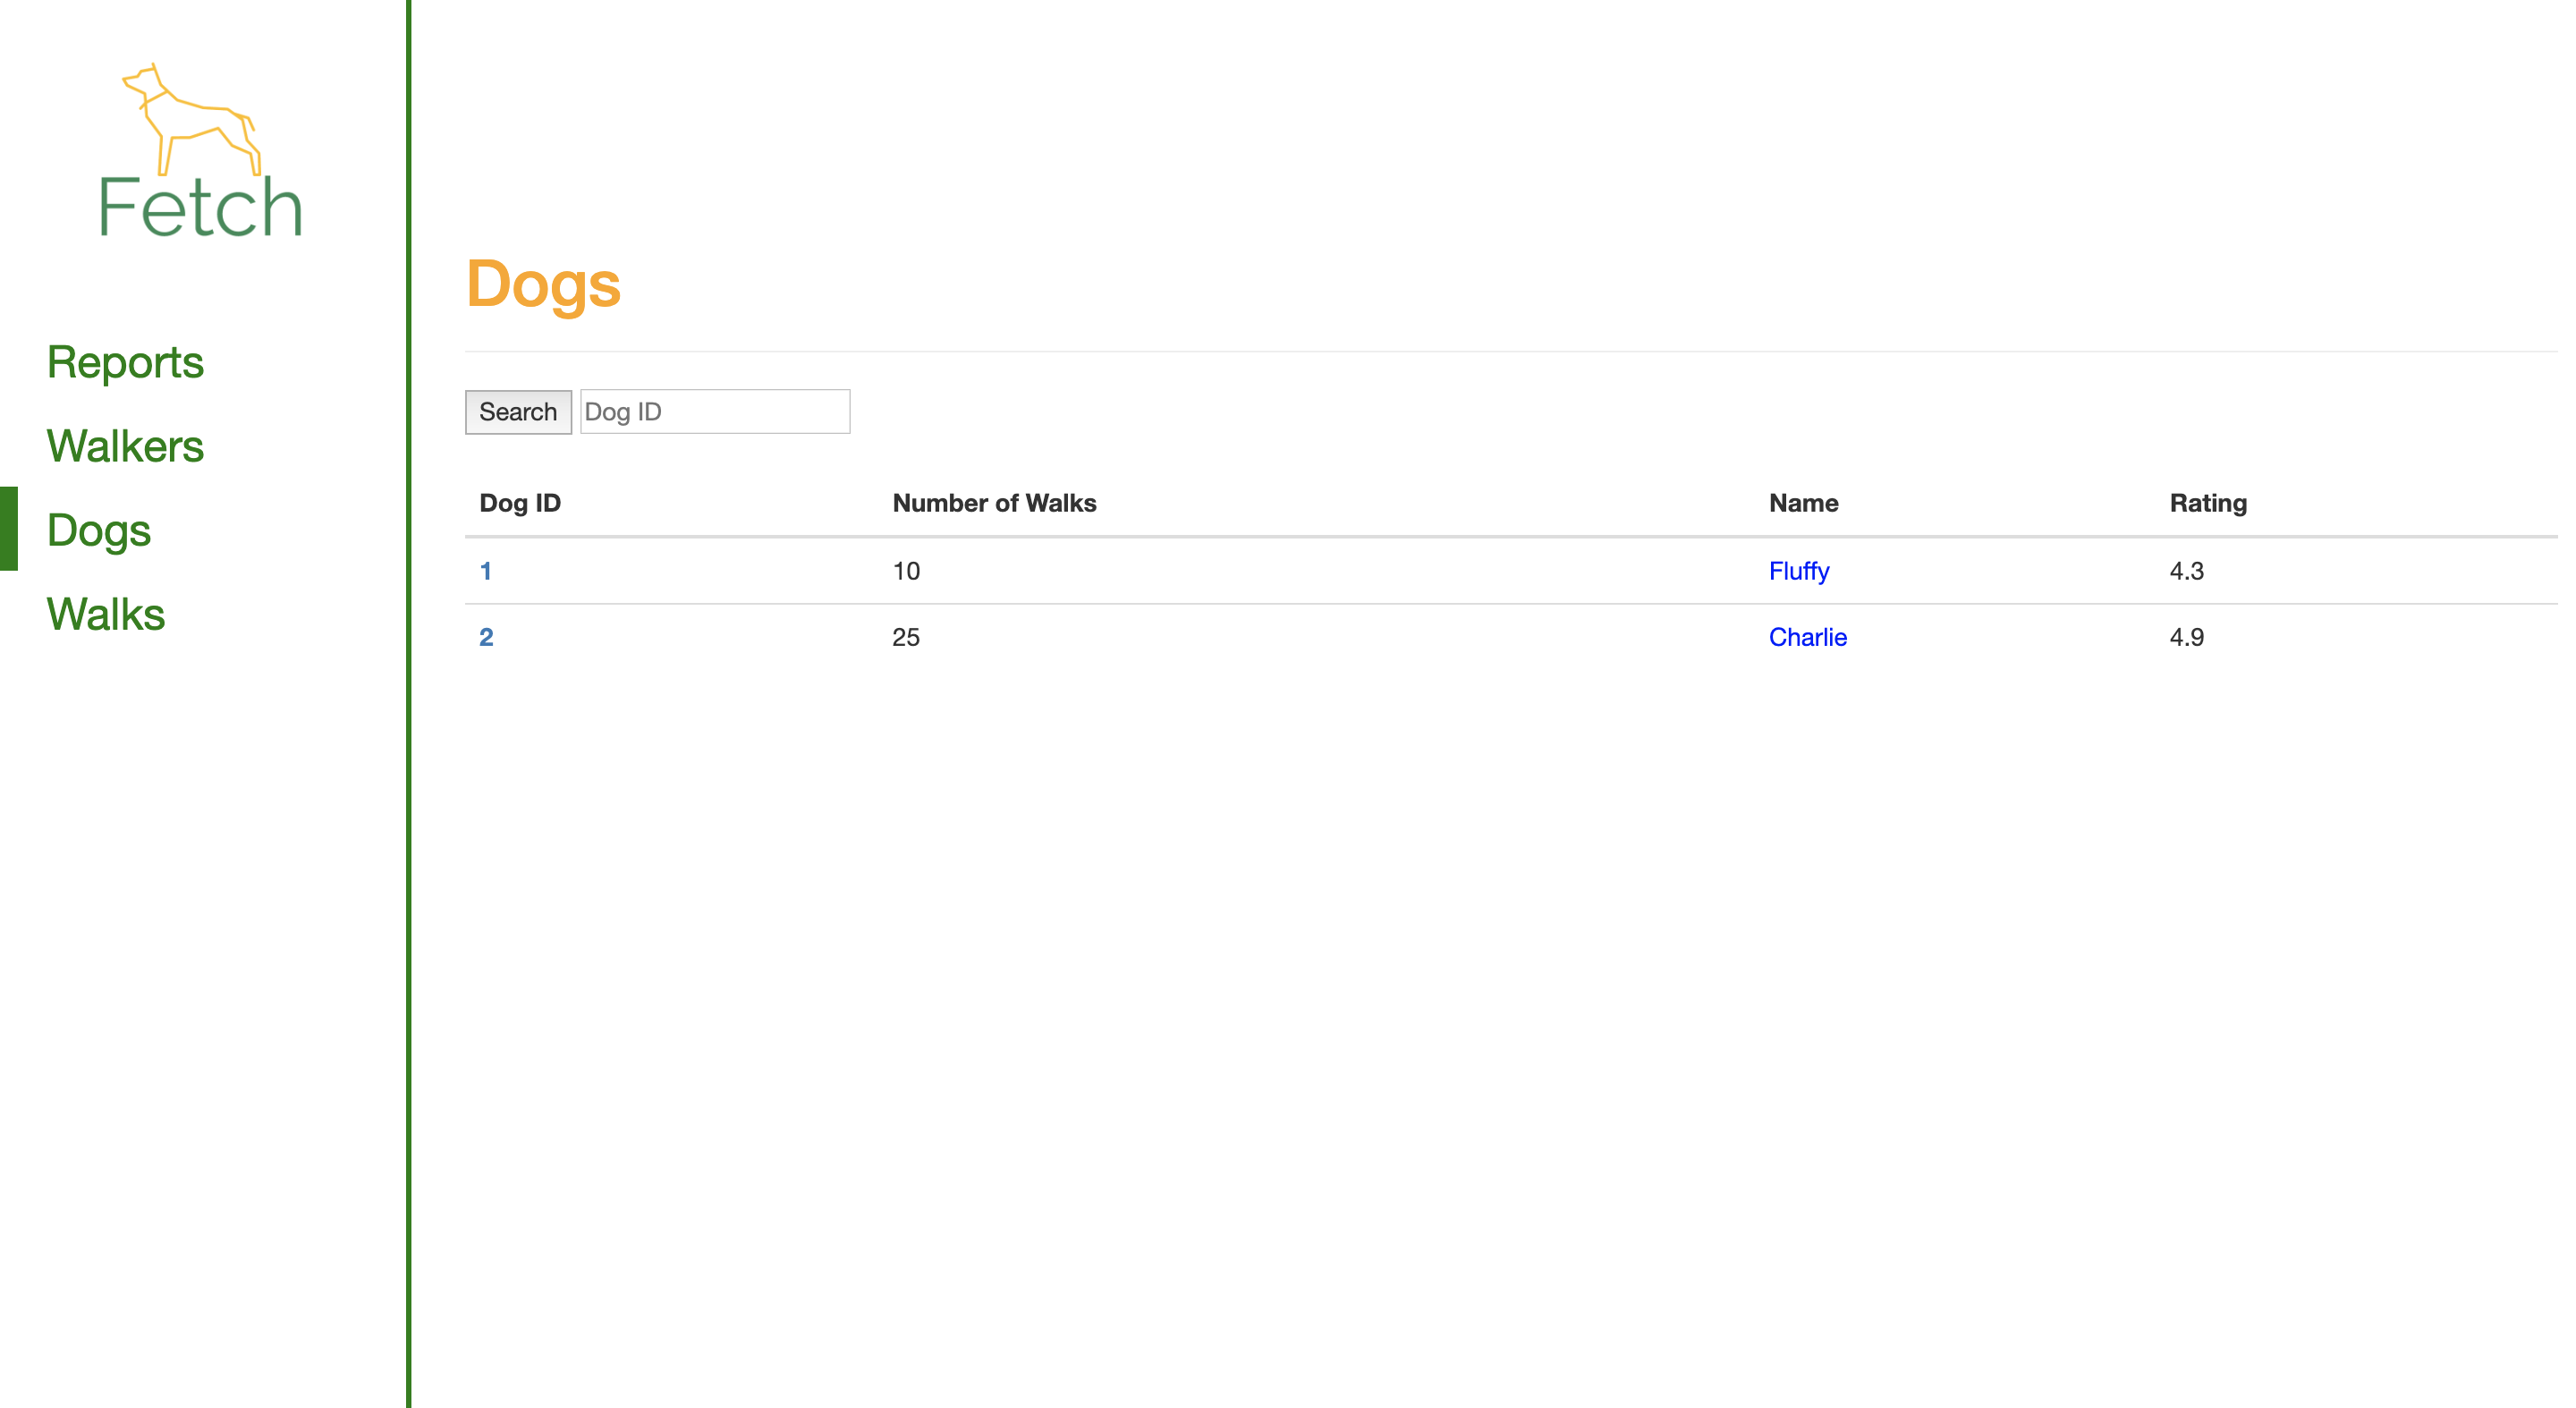 Fetch
Reports
Walkers
Dogs
Walks
Dogs
Search Dog ID
Dog ID Number of Walks Name Rating
1 10 Fluffy 4.3
2 25 Charlie 4.9